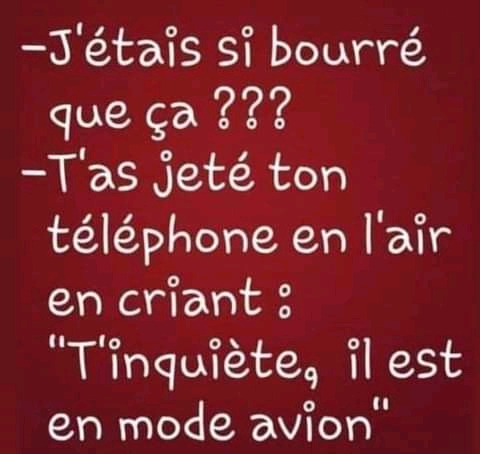 -J'étais si bourré
que ça ???
-T'as jeté ton
téléphone en l'air
en criant :
"T'inquiète, il est
en mode avion"